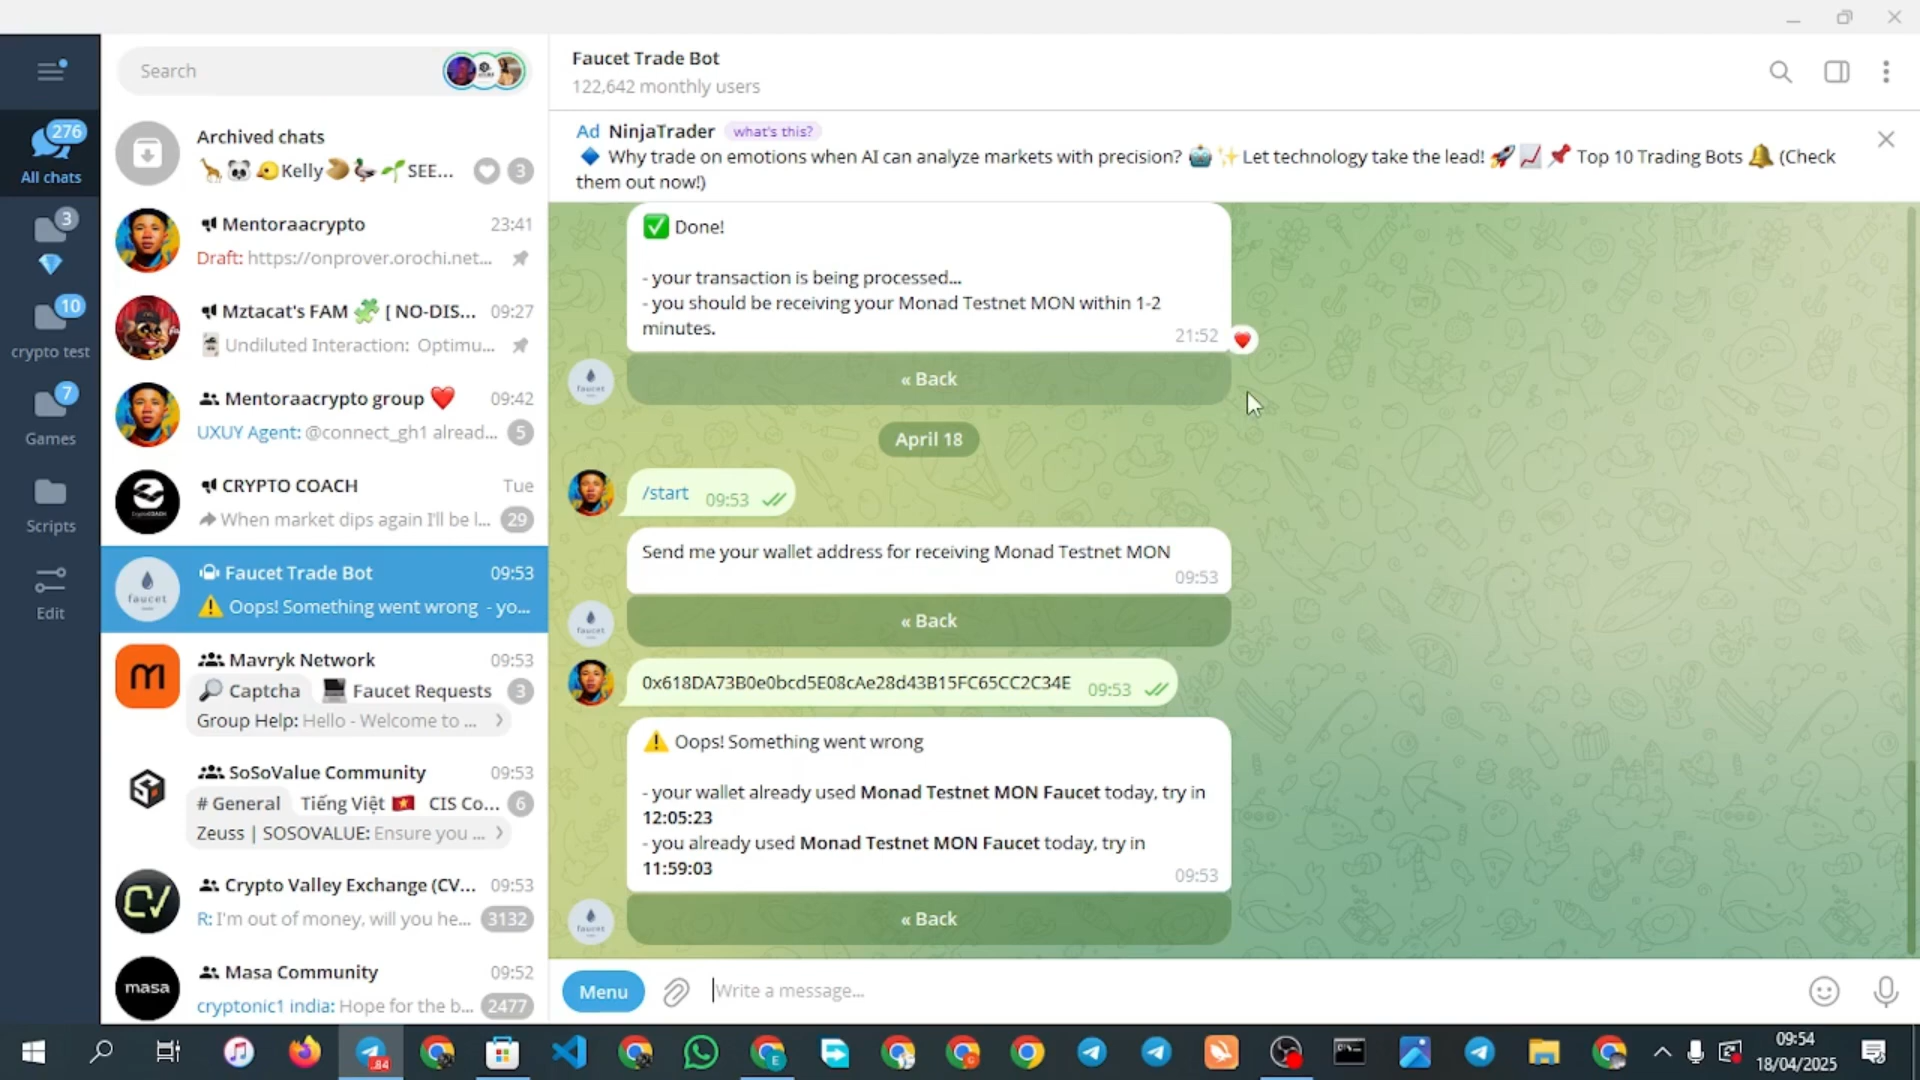 Search
276
All chats
3
10
crypto test
7
Games
Scripts
Edit
Archived chats
Kelly SEE...
3
Mentoraacrypto
23:41
Draft: https://onprover.orochi.net...
Mztacat's FAM [ NO-DIS...
09:27
Undiluted Interaction: Optimu...
Mentoraacrypto group
09:42
UXUY Agent: @connect_gh1 alread...
5
CRYPTO COACH
Tue
When market dips again I'll be l...
29
faucet
Faucet Trade Bot
09:53
⚠️ Oops! Something went wrong - yo...
Mavryk Network
09:53
Captcha
Faucet Requests
3
Group Help: Hello - Welcome to ...
SoSoValue Community
09:53
# General
Tiếng Việt
CIS Co...
6
Zeuss | SOSOVALUE: Ensure you ...
CV
Crypto Valley Exchange (CV...
09:53
R: I'm out of money, will you he...
3132
masa
Masa Community
09:52
cryptonic1 india: Hope for the b...
2477
Faucet Trade Bot
122,642 monthly users
Ad NinjaTrader what's this?
🔷 Why trade on emotions when AI can analyze markets with precision? 🤖✨Let technology take the lead! 🚀📈📌 Top 10 Trading Bots 🔔 (Check
them out now!)
✅ Done!
- your transaction is being processed...
- you should be receiving your Monad Testnet MON within 1-2
minutes.
21:52
faucet
« Back
April 18
/start 09:53
Send me your wallet address for receiving Monad Testnet MON
09:53
faucet
« Back
0x618DA73B0e0bcd5E08cAe28d43B15FC65CC2C34E 09:53
⚠️ Oops! Something went wrong
- your wallet already used Monad Testnet MON Faucet today, try in
12:05:23
- you already used Monad Testnet MON Faucet today, try in
11:59:03
09:53
faucet
« Back
Menu
Write a message...
84
E
09:54
18/04/2025